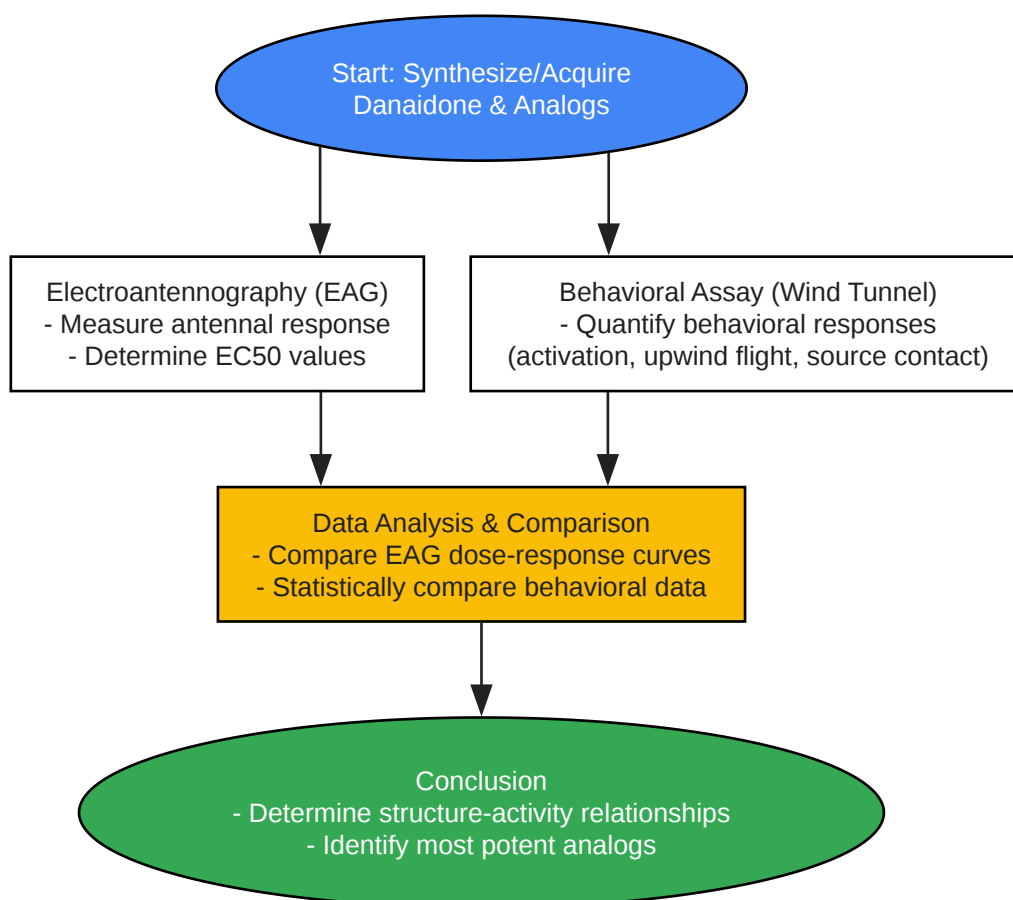 Start: Synthesize/Acquire
Danaidone & Analogs
Electroantennography (EAG)
- Measure antennal response
- Determine EC50 values
Behavioral Assay (Wind Tunnel)
- Quantify behavioral responses
(activation, upwind flight, source contact)
Data Analysis & Comparison
- Compare EAG dose-response curves
- Statistically compare behavioral data
Conclusion
- Determine structure-activity relationships
- Identify most potent analogs